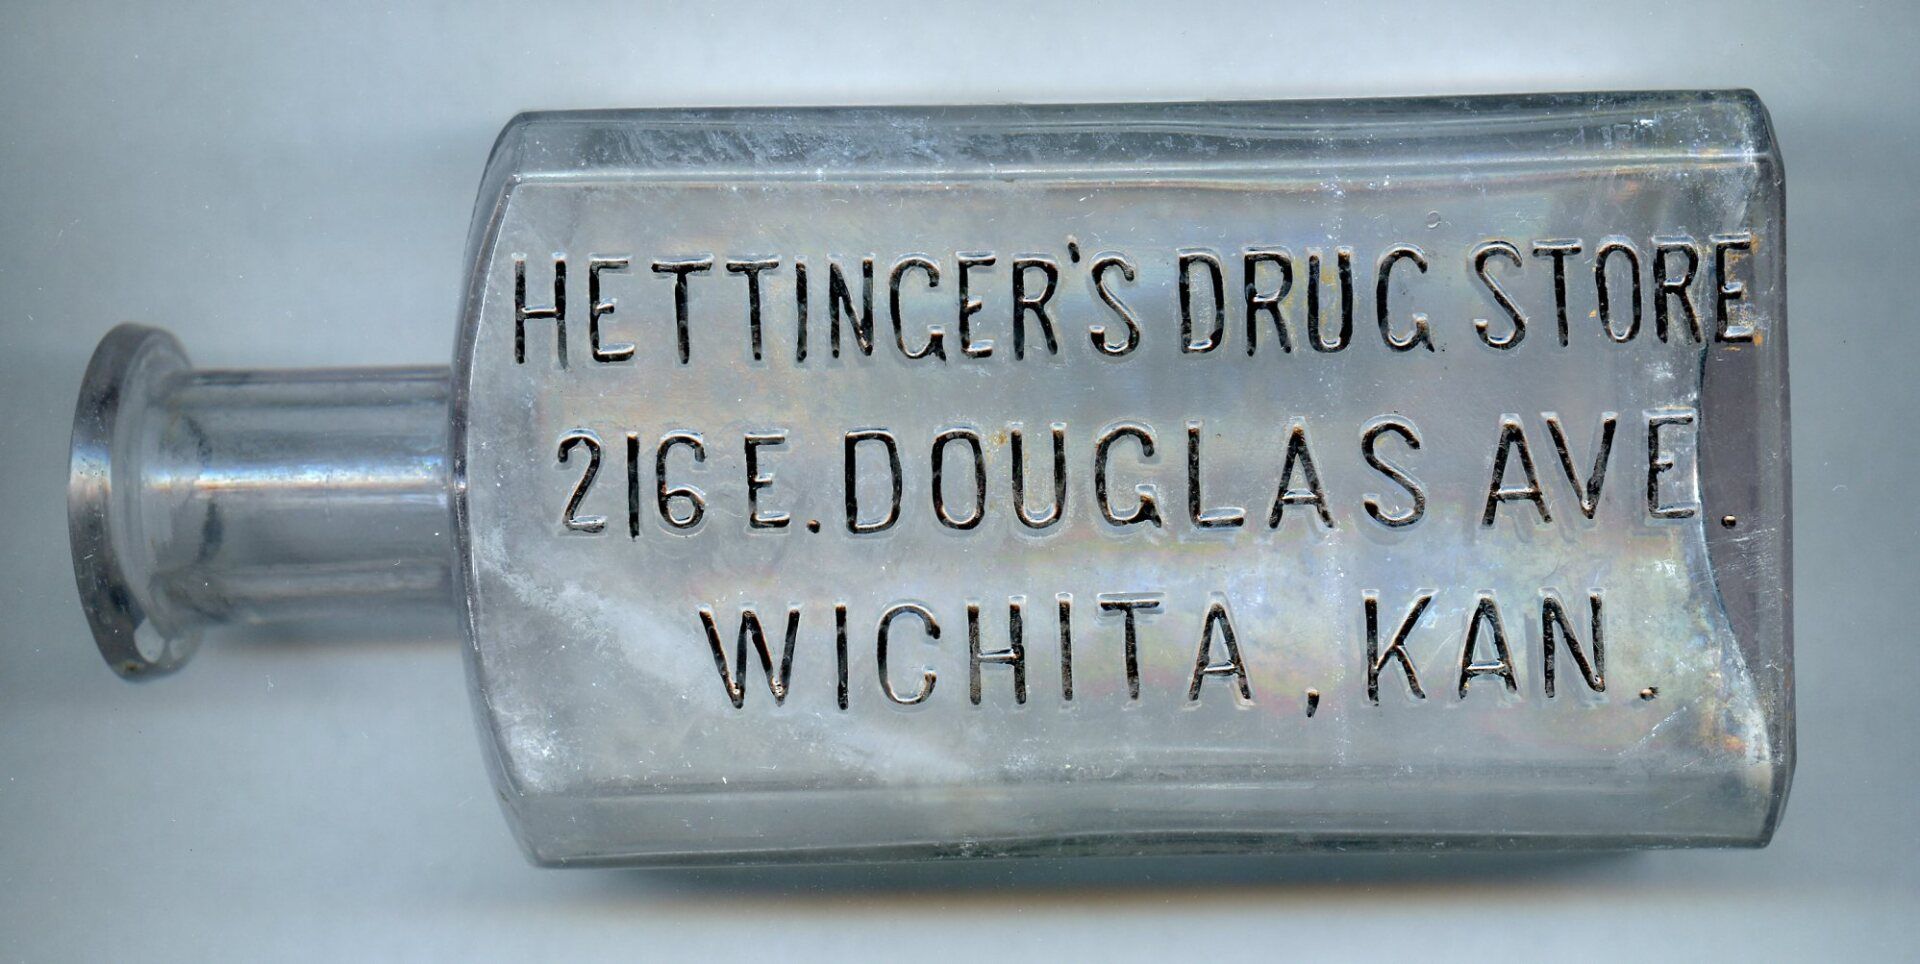 HETTINGER'S DRUG STORE
216 E. DOUGLAS AVE.
WICHITA, KAN.